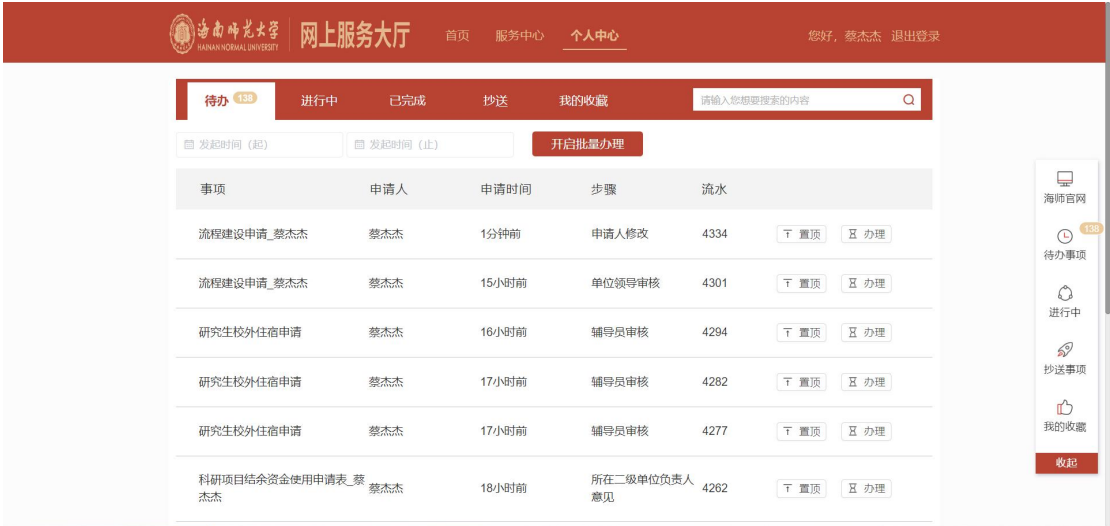 海南师范大学
HAINAN NORMAL UNIVERSITY
网上服务大厅
首页 服务中心 个人中心
您好，蔡杰杰 退出登录
待办 138 进行中 已完成 抄送 我的收藏 请输入您想要搜索的内容
发起时间（起） 发起时间（止） 开启批量办理
事项 申请人 申请时间 步骤 流水
流程建设申请_蔡杰杰 蔡杰杰 1分钟前 申请人修改 4334 置顶 办理
流程建设申请_蔡杰杰 蔡杰杰 15小时前 单位领导审核 4301 置顶 办理
研究生校外住宿申请 蔡杰杰 16小时前 辅导员审核 4294 置顶 办理
研究生校外住宿申请 蔡杰杰 17小时前 辅导员审核 4282 置顶 办理
研究生校外住宿申请 蔡杰杰 17小时前 辅导员审核 4277 置顶 办理
科研项目结余资金使用申请表_蔡
杰杰
蔡杰杰 18小时前
所在二级单位负责人
意见
4262 置顶 办理
海师官网
138
待办事项
进行中
抄送事项
我的收藏
收起